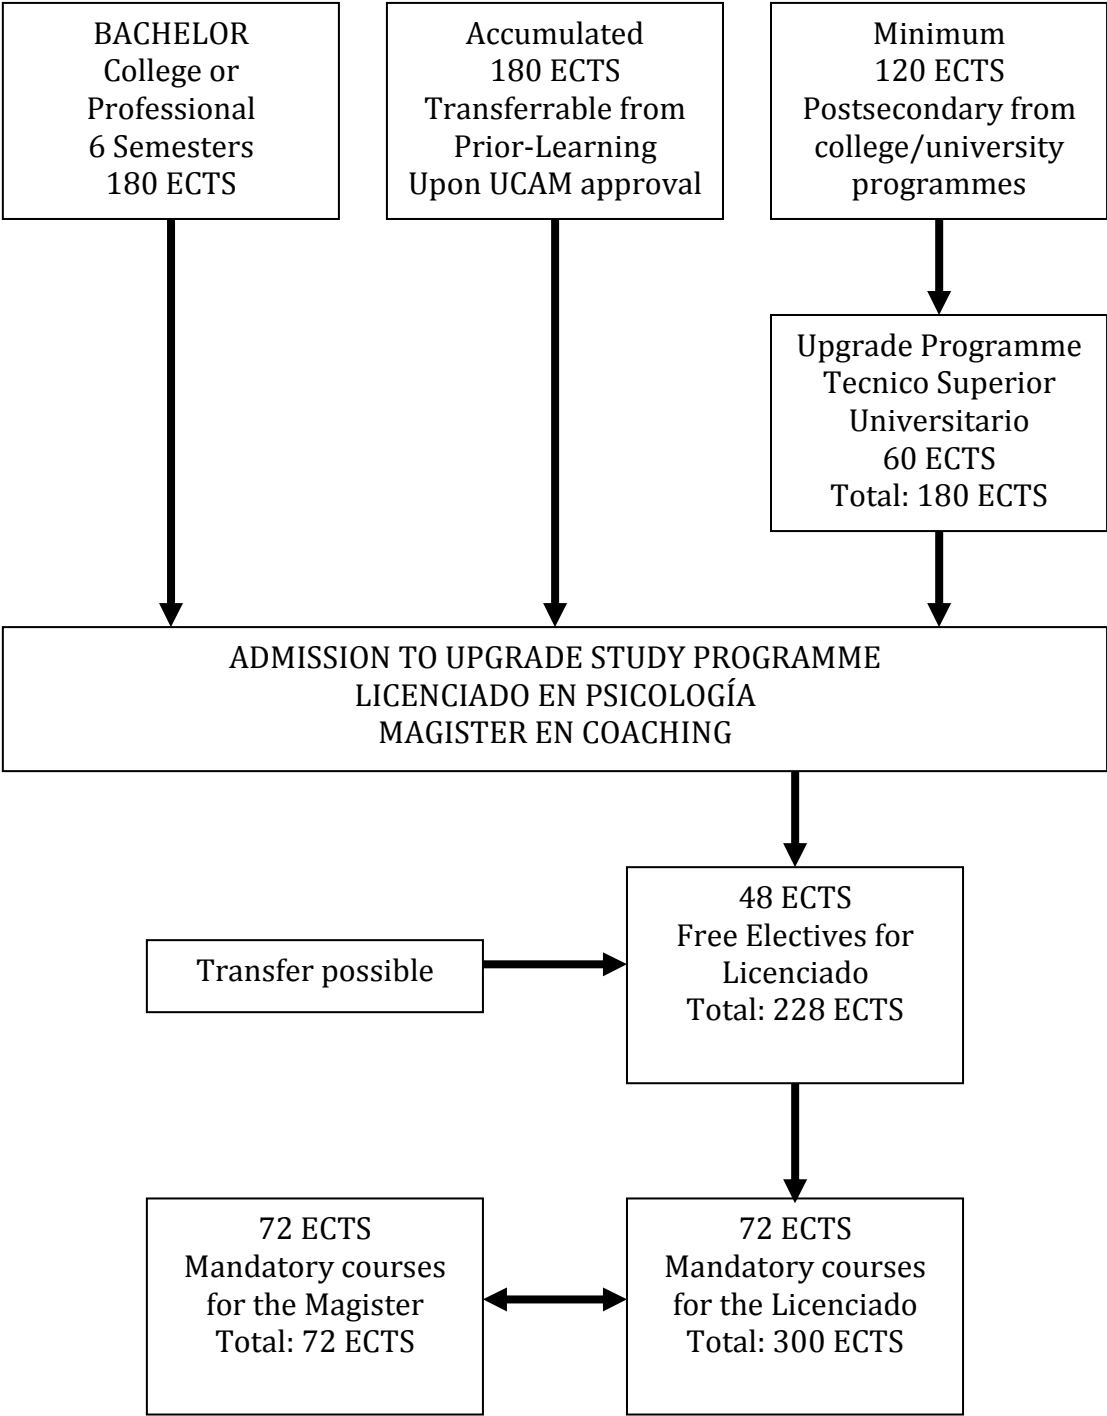 BACHELOR
College or
Professional
6 Semesters
180 ECTS
Accumulated
180 ECTS
Transferrable from
Prior-Learning
Upon UCAM approval
Minimum
120 ECTS
Postsecondary from
college/university
programmes
Upgrade Programme
Tecnico Superior
Universitario
60 ECTS
Total: 180 ECTS
ADMISSION TO UPGRADE STUDY PROGRAMME
LICENCIADO EN PSICOLOGÍA
MAGISTER EN COACHING
48 ECTS
Free Electives for
Licenciado
Total: 228 ECTS
Transfer possible
72 ECTS
Mandatory courses
for the Magister
Total: 72 ECTS
72 ECTS
Mandatory courses
for the Licenciado
Total: 300 ECTS